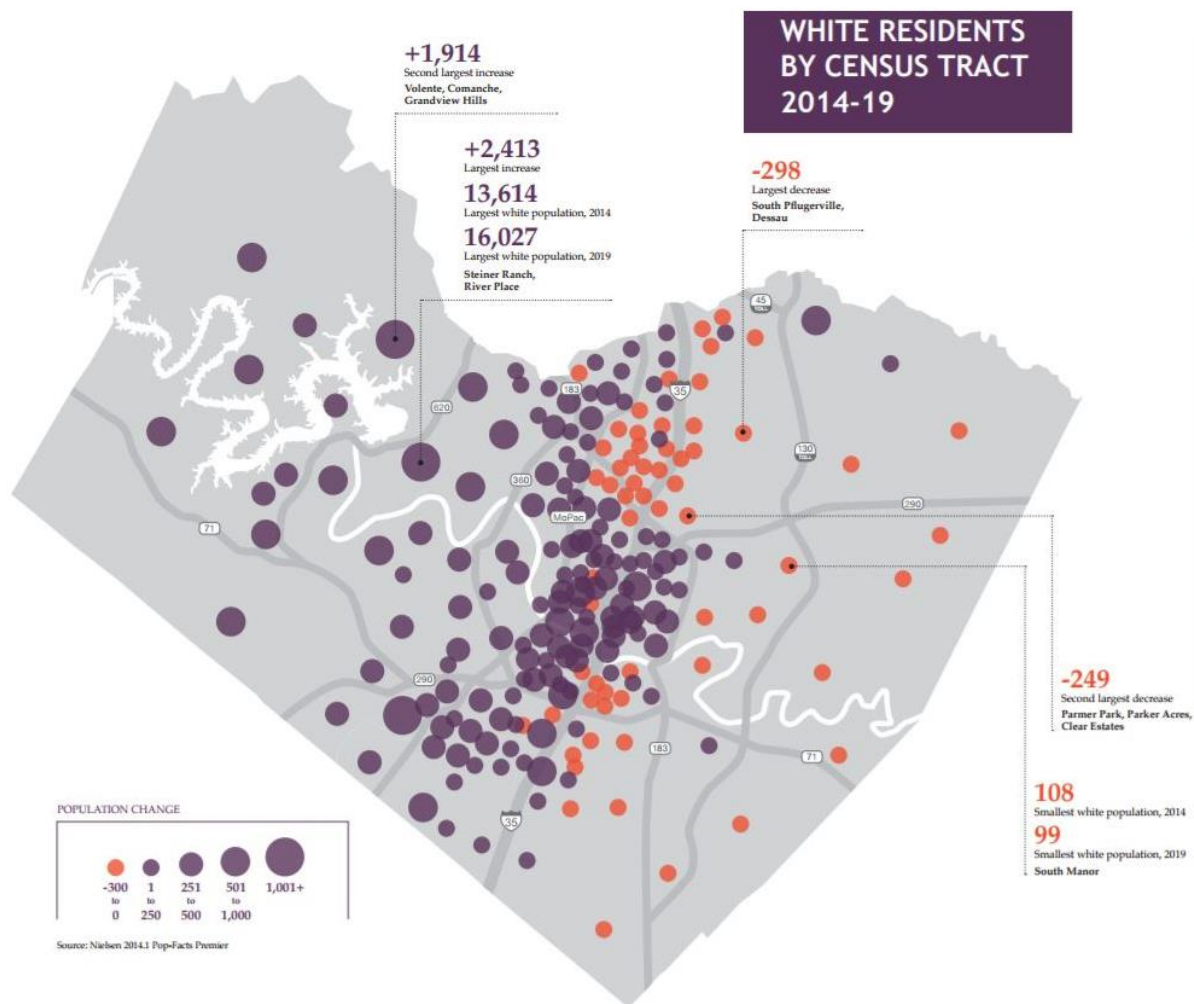 WHITE RESIDENTS
BY CENSUS TRACT
2014-19
+1,914
Second largest increase
Volente, Comanche,
Grandview Hills
+2,413
Largest increase
13,614
Largest white population, 2014
16,027
Largest white population, 2019
Steiner Ranch,
River Place
-298
Largest decrease
South Pflugerville,
Dessau
45
TOLL
183
35
620
130
TOLL
360
290
71
MoPac
290
-249
Second largest decrease
Parmer Park, Parker Acres,
Clear Estates
183
71
35
108
Smallest white population, 2014
99
Smallest white population, 2019
South Manor
POPULATION CHANGE
-300 1 251 501 1,001+
to to to to
0 250 500 1,000
Source: Nielsen 2014.1 Pop-Facts Premier